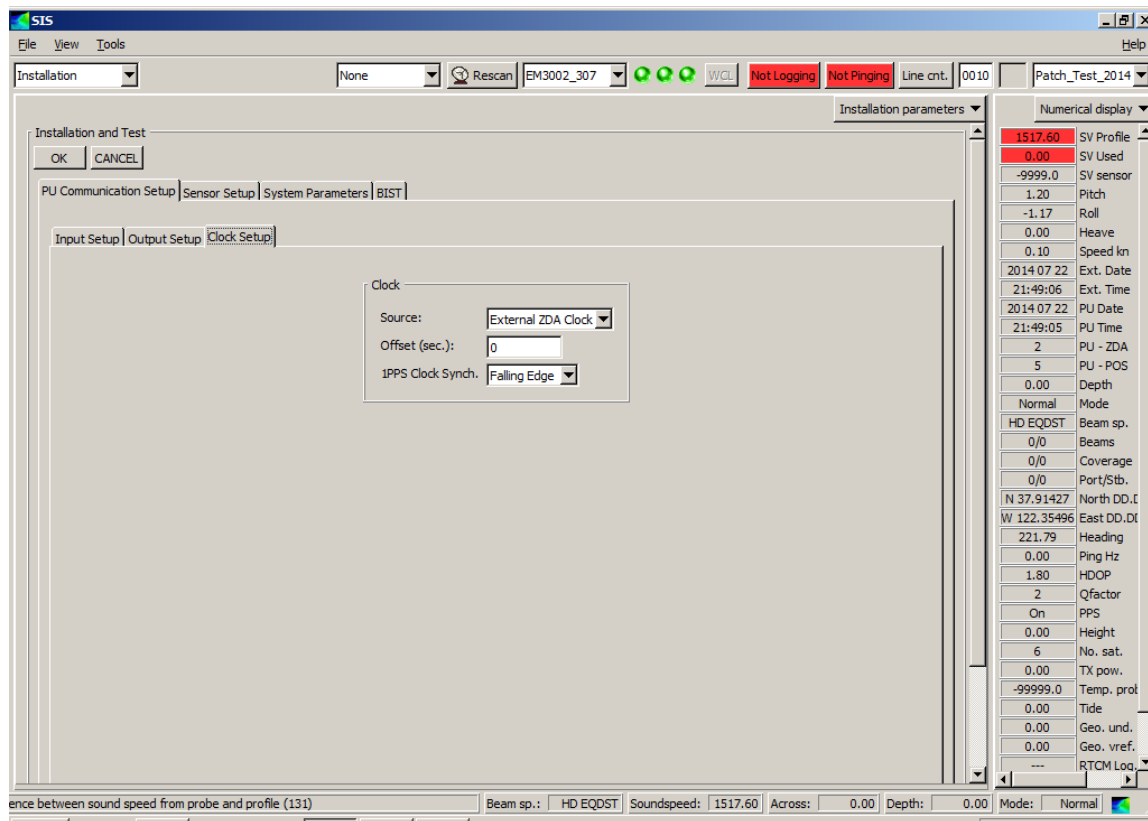 SIS
File View Tools Help
Installation None Rescan EM3002_307 WCL Not Logging Not Pinging Line cnt. 0010 Patch_Test_2014
Installation parameters
Numerical display
Installation and Test
OK CANCEL
PU Communication Setup Sensor Setup System Parameters BIST
Input Setup Output Setup Clock Setup
Clock
Source: External ZDA Clock
Offset (sec.): 0
1PPS Clock Synch. Falling Edge
1517.60 SV Profile
0.00 SV Used
-9999.0 SV sensor
1.20 Pitch
-1.17 Roll
0.00 Heave
0.10 Speed kn
2014 07 22 Ext. Date
21:49:06 Ext. Time
2014 07 22 PU Date
21:49:05 PU Time
2 PU - ZDA
5 PU - POS
0.00 Depth
Normal Mode
HD EQDST Beam sp.
0/0 Beams
0/0 Coverage
0/0 Port/Stb.
N 37.91427 North DD.D
W 122.35496 East DD.DD
221.79 Heading
0.00 Ping Hz
1.80 HDOP
2 Qfactor
On PPS
0.00 Height
6 No. sat.
0.00 TX pow.
-99999.0 Temp. prob
0.00 Tide
0.00 Geo. und.
0.00 Geo. vref.
--- RTCM Log.
ence between sound speed from probe and profile (131) Beam sp.: HD EQDST Soundspeed: 1517.60 Across: 0.00 Depth: 0.00 Mode: Normal